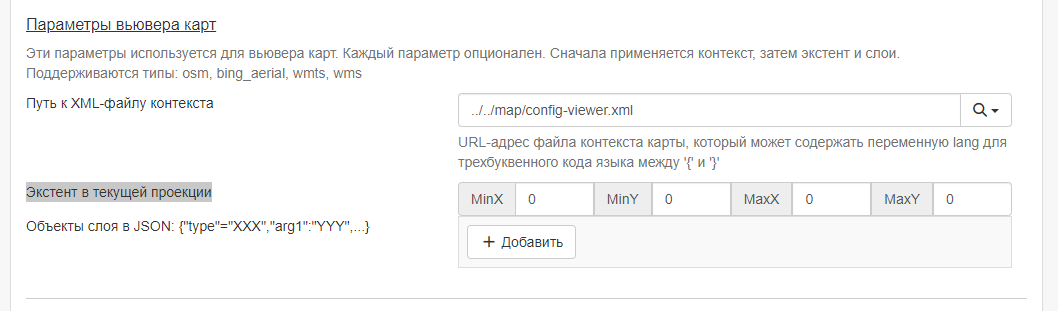 Параметры вьювера карт
Эти параметры используется для вьювера карт. Каждый параметр опционален. Сначала применяется контекст, затем экстент и слои.
Поддерживаются типы: osm, bing_aerial, wmts, wms
Путь к XML-файлу контекста
../../map/config-viewer.xml
URL-адрес файла контекста карты, который может содержать переменную lang для
трехбуквенного кода языка между '{' и '}'
Экстент в текущей проекции
MinX 0 MinY 0 MaxX 0 MaxY 0
Объекты слоя в JSON: {"type"="XXX","arg1":"YYY",...}
+ Добавить